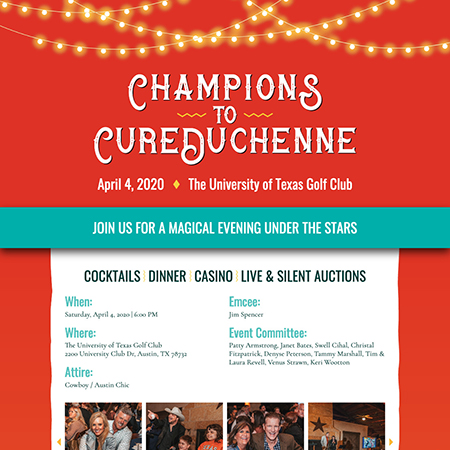 CHAMPIONS
TO
CUREDUCHENNE
April 4, 2020 ♦ The University of Texas Golf Club
JOIN US FOR A MAGICAL EVENING UNDER THE STARS
COCKTAILS | DINNER | CASINO | LIVE & SILENT AUCTIONS
When:
Saturday, April 4, 2020 | 6:00 PM
Where:
The University of Texas Golf Club
2200 University Club Dr, Austin, TX 78732
Attire:
Cowboy / Austin Chic
Emcee:
Jim Spencer
Event Committee:
Patty Armstrong, Janet Bates, Swell Cihal, Christal
Fitzpatrick, Denyse Peterson, Tammy Marshall, Tim &
Laura Revell, Venus Strawn, Keri Wootton